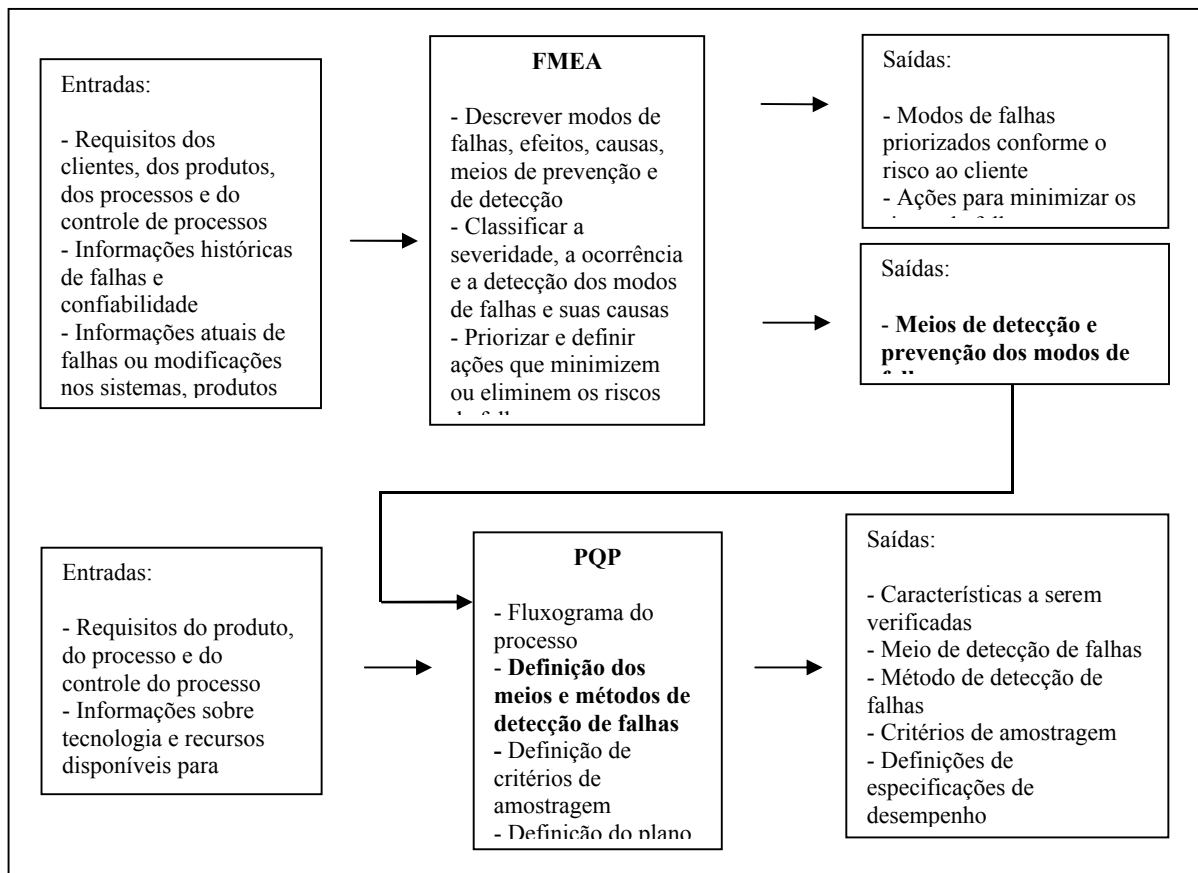 Entradas:
- Requisitos dos
clientes, dos produtos,
dos processos e do
controle de processos
- Informações históricas
de falhas e
confiabilidade
- Informações atuais de
falhas ou modificações
nos sistemas, produtos
FMEA
- Descrever modos de
falhas, efeitos, causas,
meios de prevenção e
de detecção
- Classificar a
severidade, a ocorrência
e a detecção dos modos
de falhas e suas causas
- Priorizar e definir
ações que minimizem
ou eliminem os riscos
Saídas:
- Modos de falhas
priorizados conforme o
risco ao cliente
- Ações para minimizar os
Saídas:
- Meios de detecção e
prevenção dos modos de
Entradas:
- Requisitos do produto,
do processo e do
controle do processo
- Informações sobre
tecnologia e recursos
disponíveis para
PQP
- Fluxograma do
processo
- Definição dos
meios e métodos de
detecção de falhas
- Definição de
critérios de
amostragem
- Definição do plano
Saídas:
- Características a serem
verificadas
- Meio de detecção de falhas
- Método de detecção de
falhas
- Critérios de amostragem
- Definições de
especificações de
desempenho